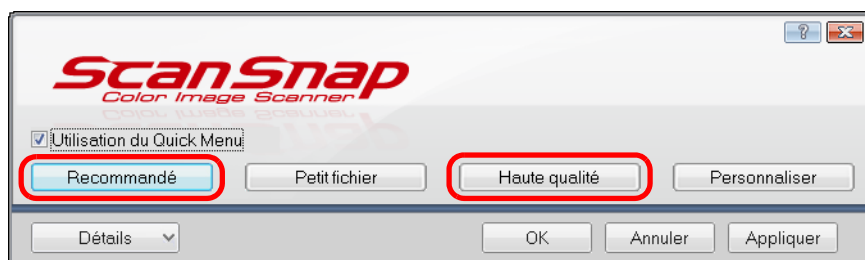 ScanSnap
Color Image Scanner
Utilisation du Quick Menu
Recommandé Petit fichier Haute qualité Personnaliser
Détails OK Annuler Appliquer